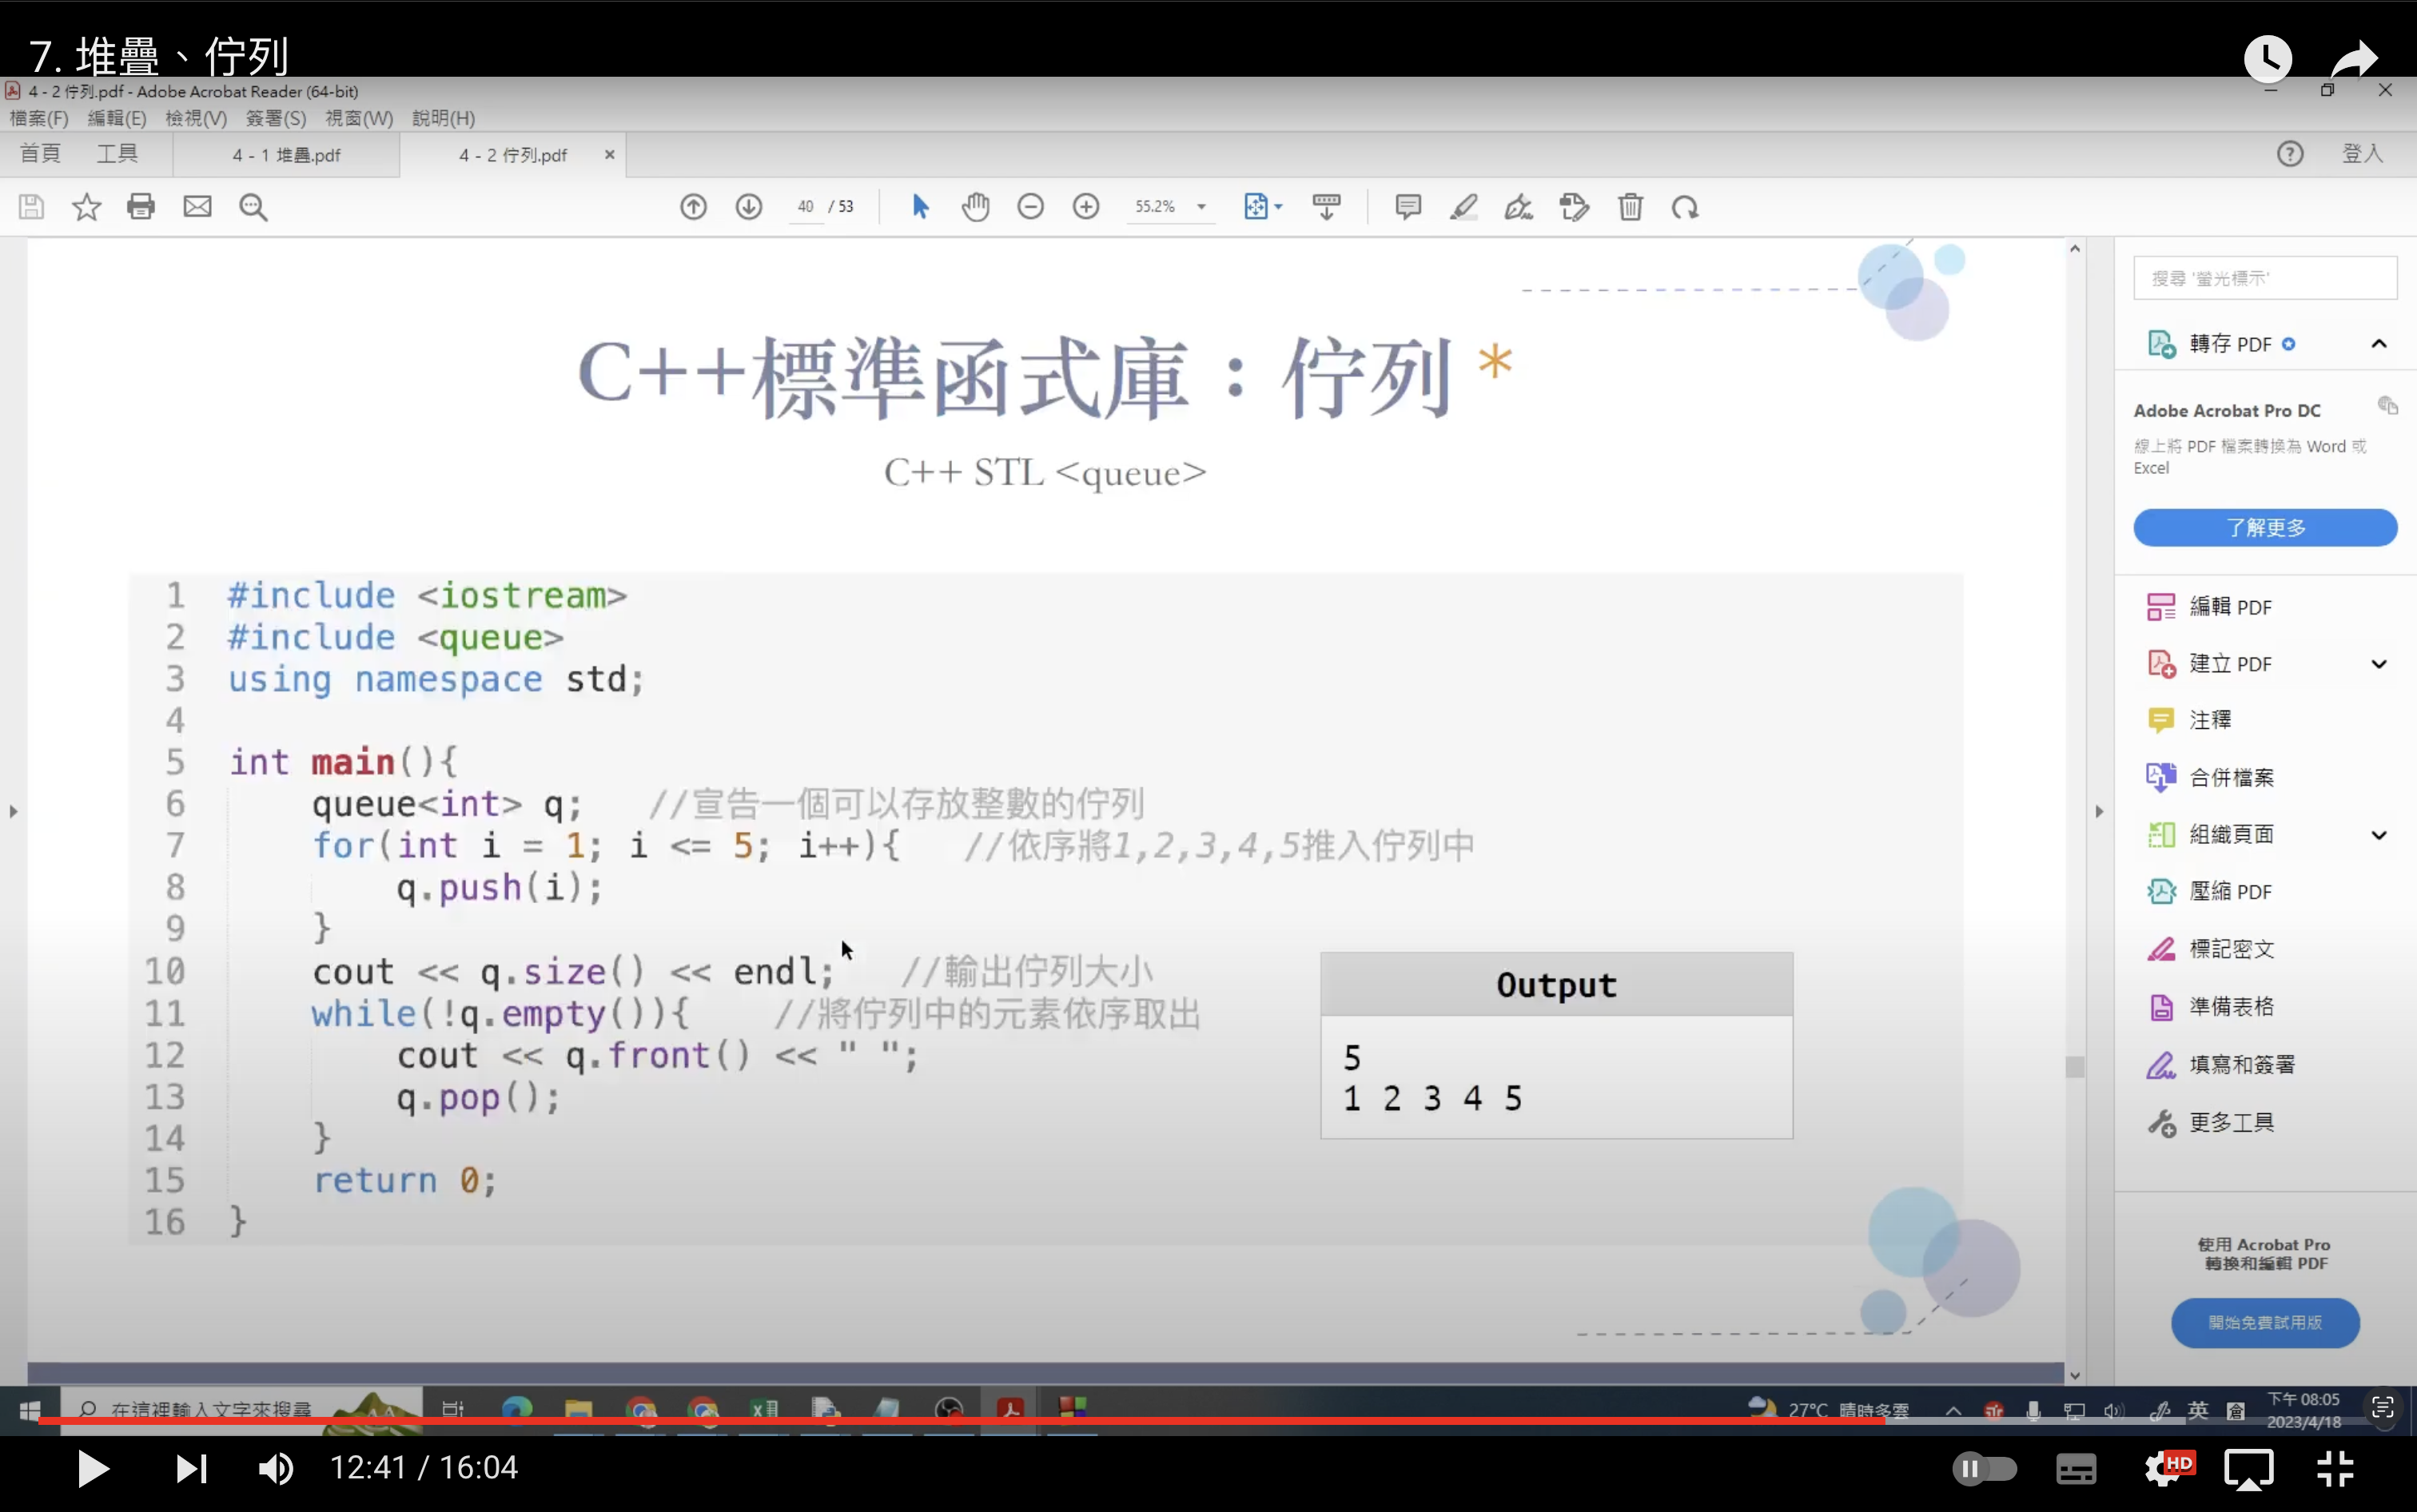 7. 堆疊、佇列
4 - 2 佇列.pdf - Adobe Acrobat Reader (64-bit)
檔案(F) 編輯(E) 檢視(V) 簽署(S) 視窗(W) 說明(H)
首頁 工具 4 - 1 堆疊.pdf 4 - 2 佇列.pdf × ? 登入
40 / 53 55.2%
C++標準函式庫：佇列 *
C++ STL <queue>
1 #include <iostream>
2 #include <queue>
3 using namespace std;
4
5 int main(){
6 queue<int> q; //宣告一個可以存放整數的佇列
7 for(int i = 1; i <= 5; i++){ //依序將1,2,3,4,5推入佇列中
8 q.push(i);
9 }
10 cout << q.size() << endl; //輸出佇列大小
11 while(!q.empty()){ //將佇列中的元素依序取出
12 cout << q.front() << " ";
13 q.pop();
14 }
15 return 0;
16 }
Output
5
1 2 3 4 5
搜尋 '螢光標示'
轉存 PDF
Adobe Acrobat Pro DC
線上將 PDF 檔案轉換為 Word 或
Excel
了解更多
編輯 PDF
建立 PDF
注釋
合併檔案
組織頁面
壓縮 PDF
標記密文
準備表格
填寫和簽署
更多工具
使用 Acrobat Pro
轉換和編輯 PDF
開始免費試用版
在這裡輸入文字來搜尋
27°C 晴時多雲
英
下午 08:05
2023/4/18
12:41 / 16:04
HD